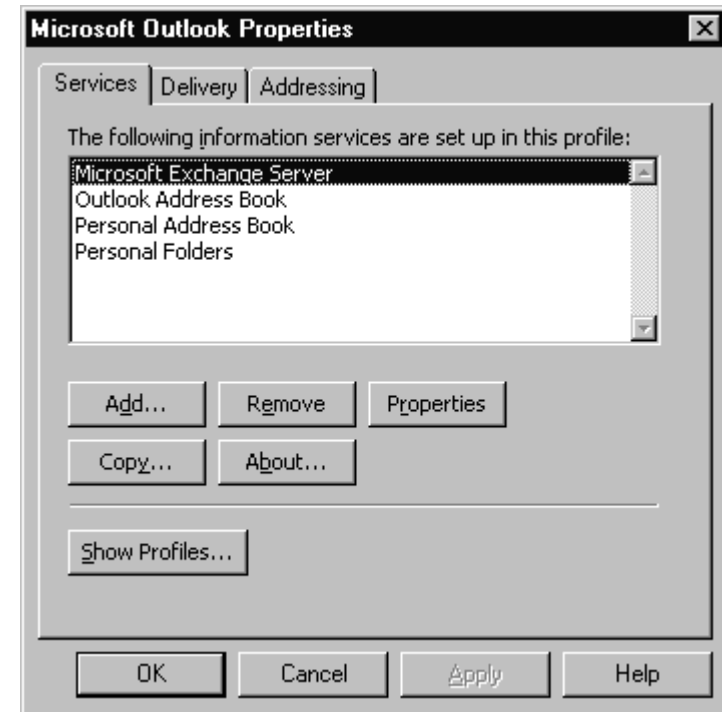 Microsoft Outlook Properties
Services Delivery Addressing
The following information services are set up in this profile:
Microsoft Exchange Server
Outlook Address Book
Personal Address Book
Personal Folders
Add... Remove Properties
Copy... About...
Show Profiles...
OK Cancel Apply Help